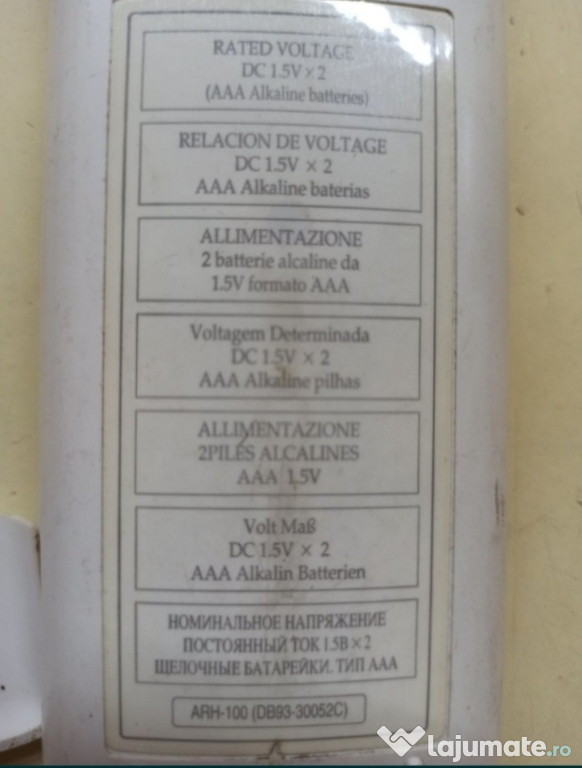 RATED VOLTAGE
DC 1.5V × 2
(AAA Alkaline batteries)
RELACION DE VOLTAGE
DC 1.5V × 2
AAA Alkaline baterias
ALLIMENTAZIONE
2 batterie alcaline da
1.5V formato AAA
Voltagem Determinada
DC 1.5V × 2
AAA Alkaline pilhas
ALLIMENTAZIONE
2PILES ALCALINES
AAA 1.5V
Volt Maß
DC 1.5V × 2
AAA Alkalin Batterien
НОМИНАЛЬНОЕ НАПРЯЖЕНИЕ
ПОСТОЯННЫЙ ТОК 1.5В × 2
ЩЕЛОЧНЫЕ БАТАРЕЙКИ. ТИП AAA
ARH-100 (DB93-30052C)
lajumate.ro